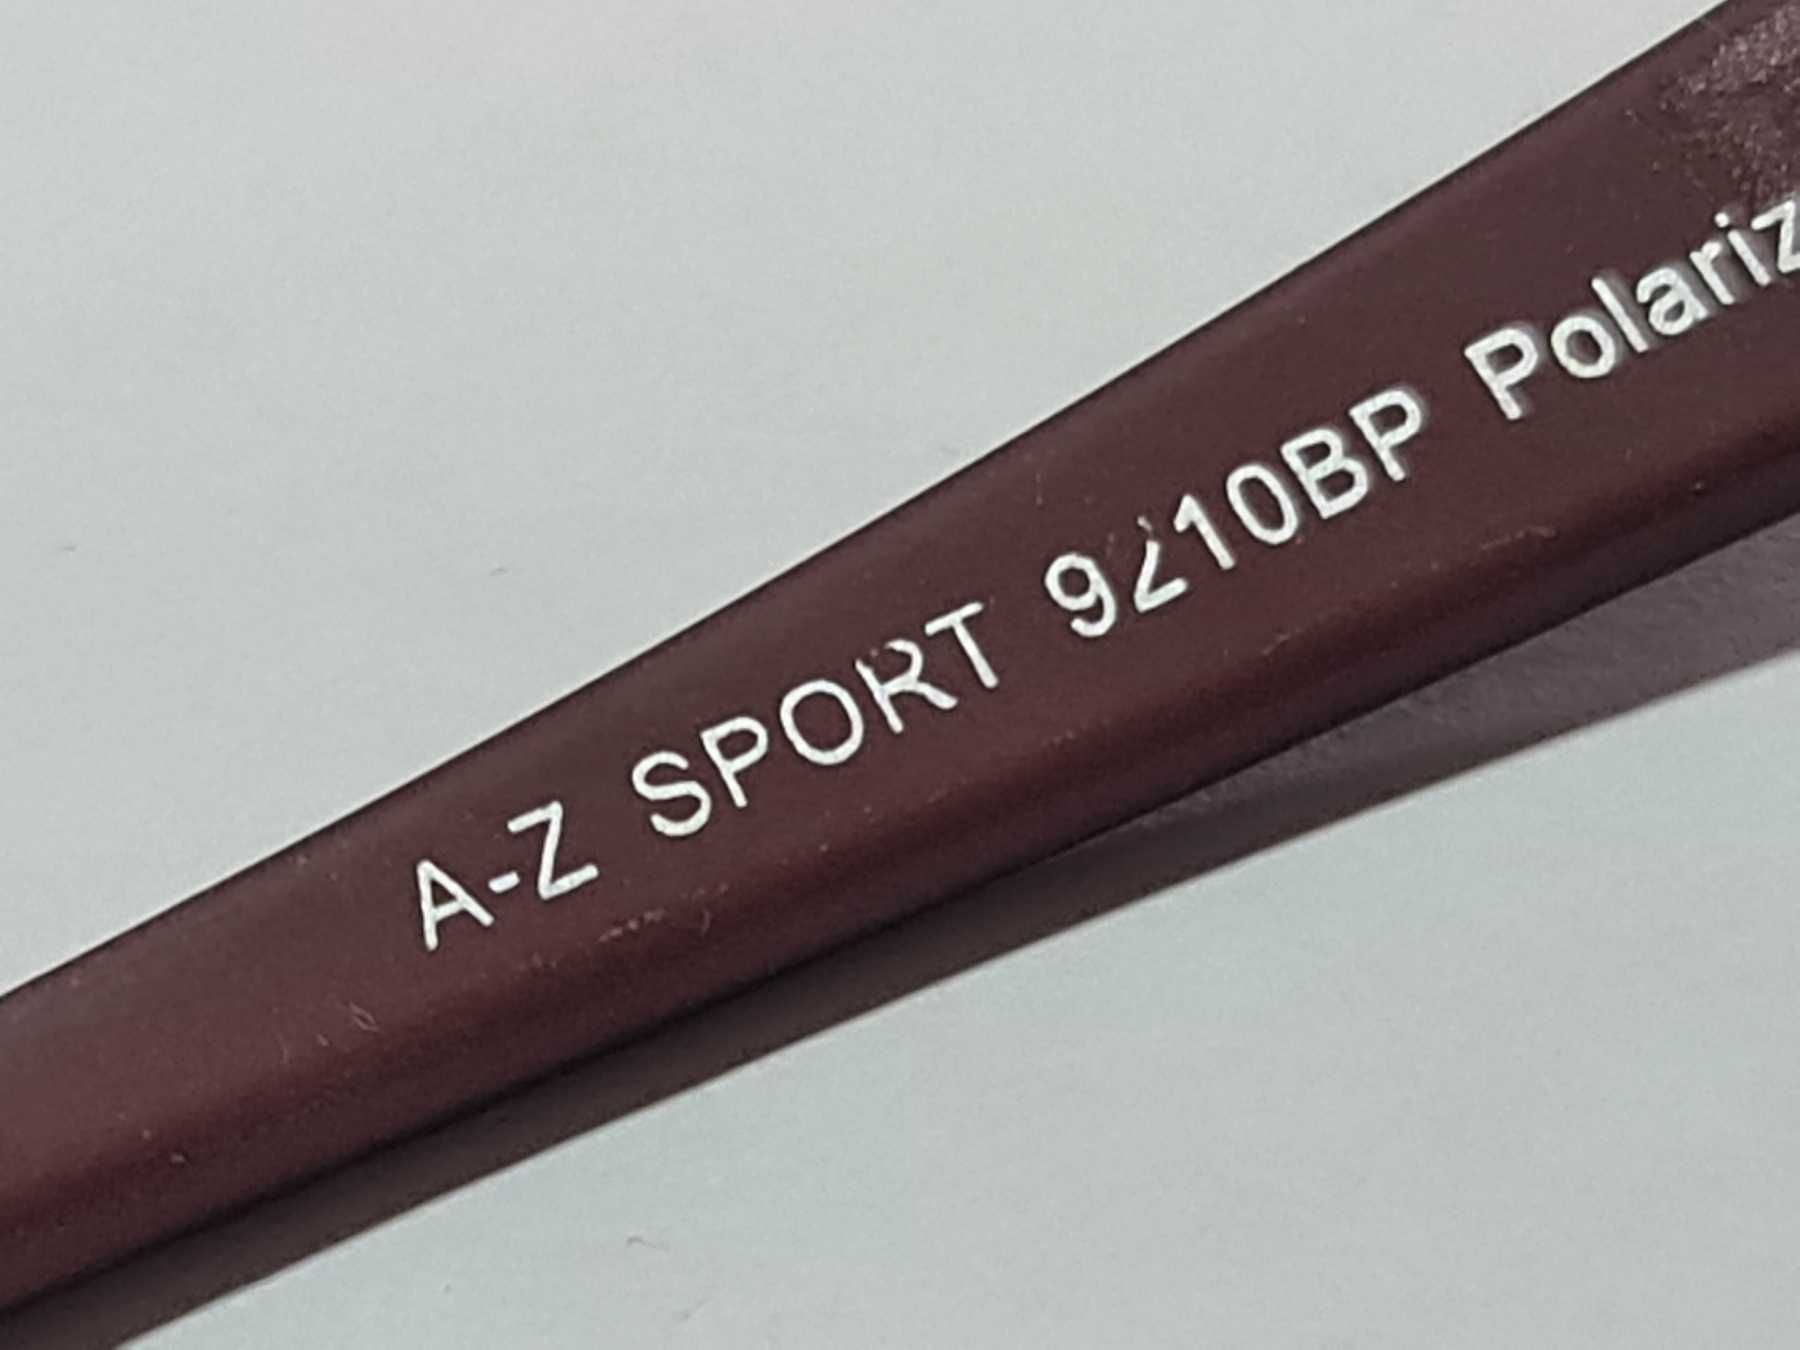 A-Z SPORT 9210BP Polariz